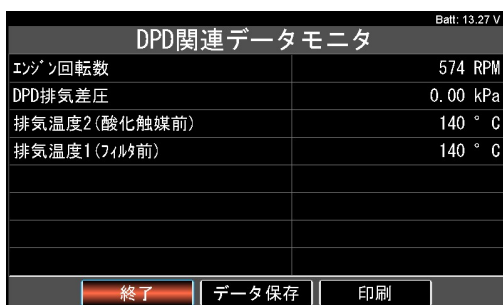 Batt: 13.27 V
DPD関連データモニタ
ｴﾝｼﾞﾝ回転数 574 RPM
DPD排気差圧 0.00 kPa
排気温度2(酸化触媒前) 140 ° C
排気温度1(ﾌｨﾙﾀ前) 140 ° C
終了 データ保存 印刷